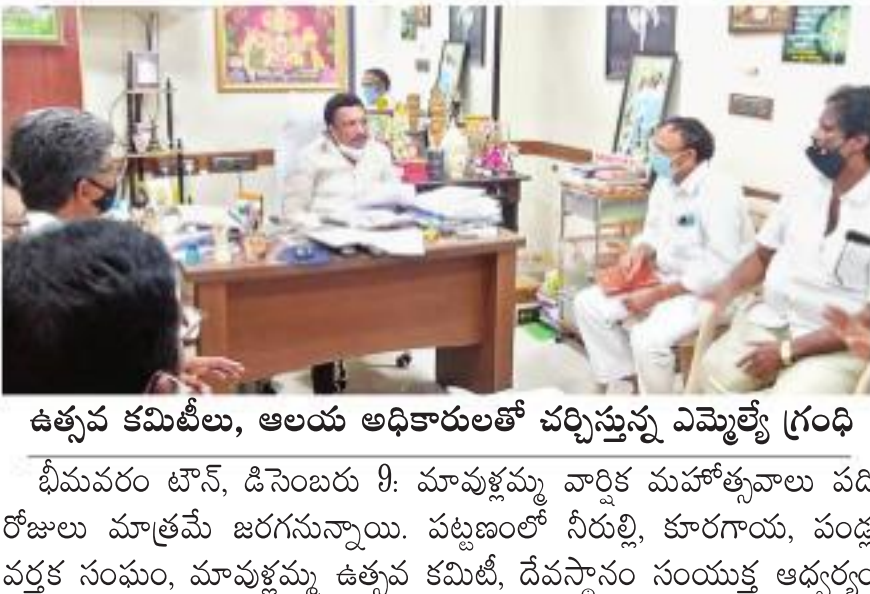 ఉత్సవ కమిటీలు, ఆలయ అధికారులతో చర్చిస్తున్న ఎమ్మెల్యే గ్రంధి
భీమవరం టౌన్, డిసెంబరు 9: మావుళ్లమ్మ వార్షిక మహోత్సవాలు పది
రోజులు మాత్రమే జరగనున్నాయి. పట్టణంలో నీరుల్లి, కూరగాయ, పండ్ల
వర్తక సంఘం, మావుళ్లమ్మ ఉత్సవ కమిటీ, దేవస్థానం సంయుక్త ఆధ్వర్యం